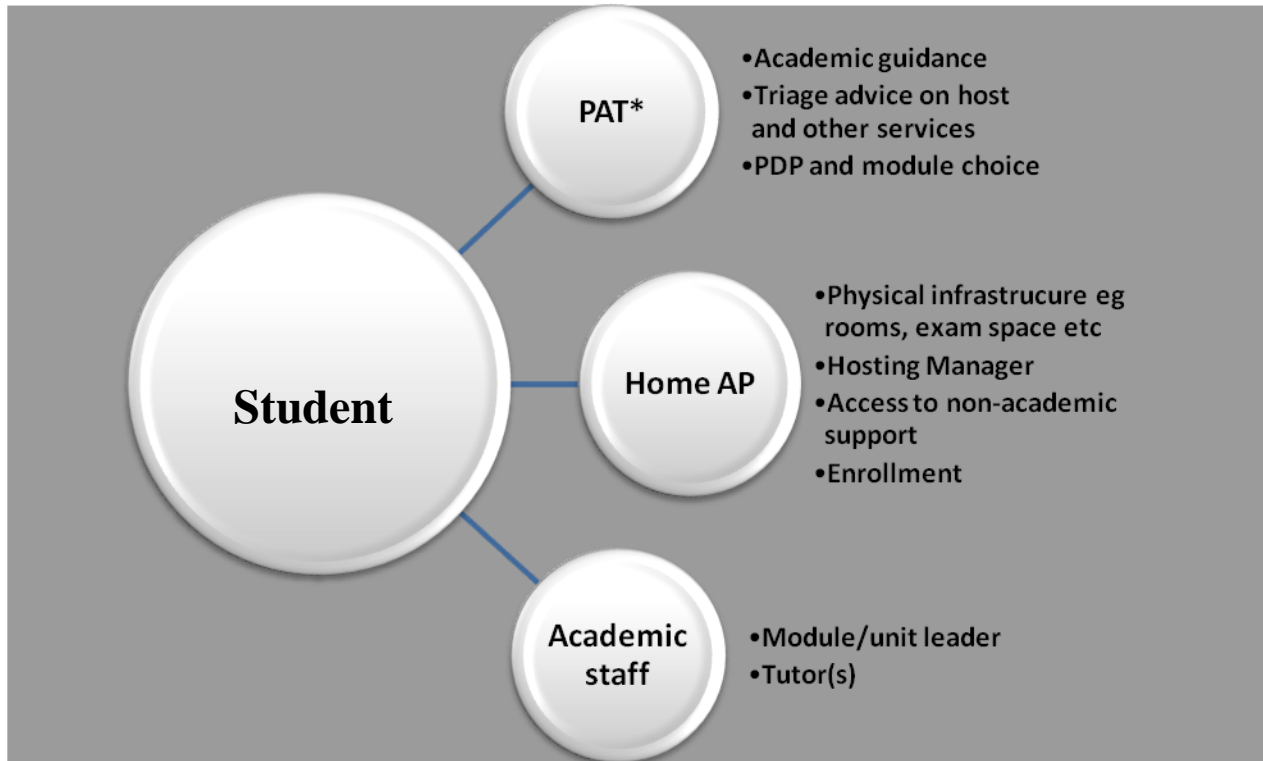 PAT*
•Academic guidance
•Triage advice on host
and other services
•PDP and module choice
Student
Home AP
•Physical infrastrucure eg
rooms, exam space etc
•Hosting Manager
•Access to non-academic
support
•Enrollment
Academic
staff
•Module/unit leader
•Tutor(s)